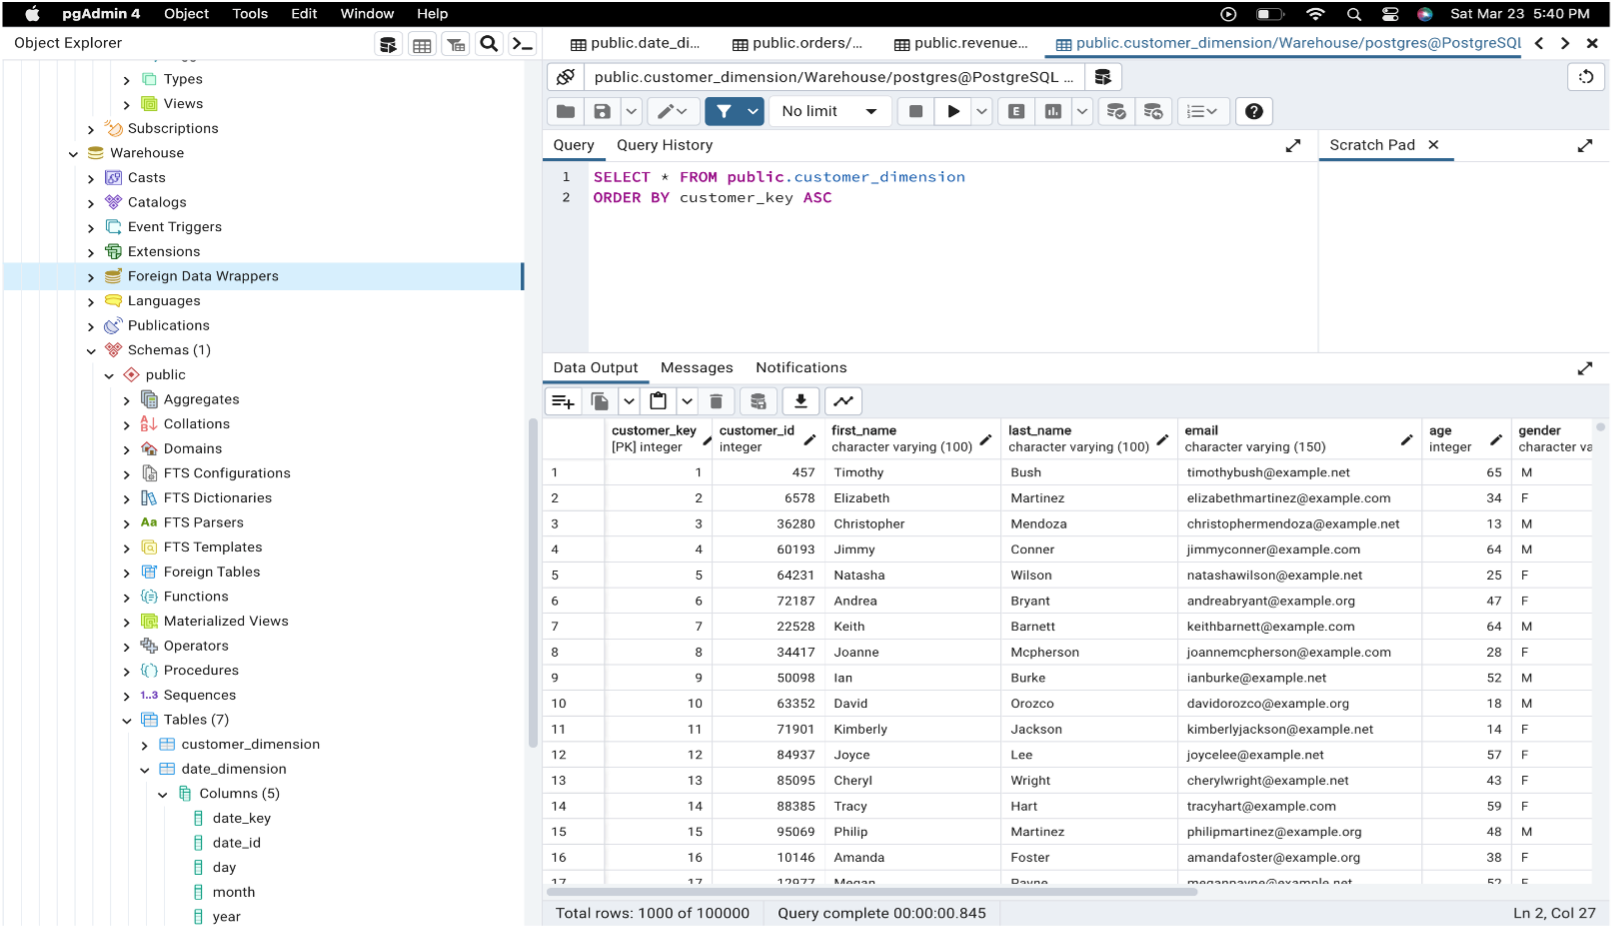 pgAdmin 4 Object Tools Edit Window Help
Sat Mar 23 5:40 PM
Object Explorer
Types
Views
Subscriptions
Warehouse
Casts
Catalogs
Event Triggers
Extensions
Foreign Data Wrappers
Languages
Publications
Schemas (1)
public
Aggregates
Collations
Domains
FTS Configurations
FTS Dictionaries
Aa FTS Parsers
FTS Templates
Foreign Tables
Functions
Materialized Views
Operators
Procedures
1..3 Sequences
Tables (7)
customer_dimension
date_dimension
Columns (5)
date_key
date_id
day
month
year
public.date_di... public.orders/... public.revenue... public.customer_dimension/Warehouse/postgres@PostgreSQL
public.customer_dimension/Warehouse/postgres@PostgreSQL ...
No limit
E
Query Query History
Scratch Pad
1 SELECT * FROM public.customer_dimension
2 ORDER BY customer_key ASC
Data Output Messages Notifications
customer_key customer_id first_name last_name email age gender
[PK] integer integer character varying (100) character varying (100) character varying (150) integer character va
1 1 457 Timothy Bush timothybush@example.net 65 M
2 2 6578 Elizabeth Martinez elizabethmartinez@example.com 34 F
3 3 36280 Christopher Mendoza christophermendoza@example.net 13 M
4 4 60193 Jimmy Conner jimmyconner@example.com 64 M
5 5 64231 Natasha Wilson natashawilson@example.net 25 F
6 6 72187 Andrea Bryant andreabryant@example.org 47 F
7 7 22528 Keith Barnett keithbarnett@example.com 64 M
8 8 34417 Joanne Mcpherson joannemcpherson@example.com 28 F
9 9 50098 Ian Burke ianburke@example.net 52 M
10 10 63352 David Orozco davidorozco@example.org 18 M
11 11 71901 Kimberly Jackson kimberlyjackson@example.net 14 F
12 12 84937 Joyce Lee joycelee@example.net 57 F
13 13 85095 Cheryl Wright cherylwright@example.net 43 F
14 14 88385 Tracy Hart tracyhart@example.com 59 F
15 15 95069 Philip Martinez philipmartinez@example.org 48 M
16 16 10146 Amanda Foster amandafoster@example.org 38 F
17 17 12977 Megan Payne meganpayne@example.net 52 F
Total rows: 1000 of 100000 Query complete 00:00:00.845
Ln 2, Col 27